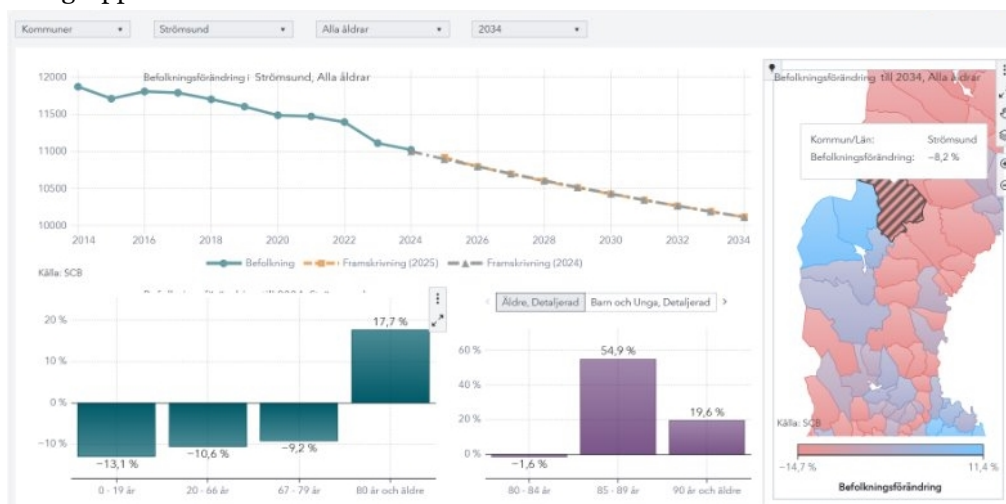 Kommuner
Strömsund
Alla åldrar
2034
Befolkningsförändring i Strömsund, Alla åldrar
12000
11500
11000
10500
10000
2014 2016 2018 2020 2022 2024 2026 2028 2030 2032 2034
Befolkning Framskrivning (2025) Framskrivning (2024)
Källa: SCB
20 %
10 %
0 %
−10 %
−13,1 %
−10,6 %
−9,2 %
17,7 %
0 - 19 år 20 - 66 år 67 - 79 år 80 år och äldre
Äldre, Detaljerad Barn och Unga, Detaljerad
60 %
40 %
20 %
0 %
−1,6 %
54,9 %
19,6 %
80 - 84 år 85 - 89 år 90 år och äldre
Befolkningsförändring till 2034, Alla åldrar
Kommun/Län: Strömsund
Befolkningsförändring: −8,2 %
Källa: SCB
−14,7 % 11,4 %
Befolkningsförändring